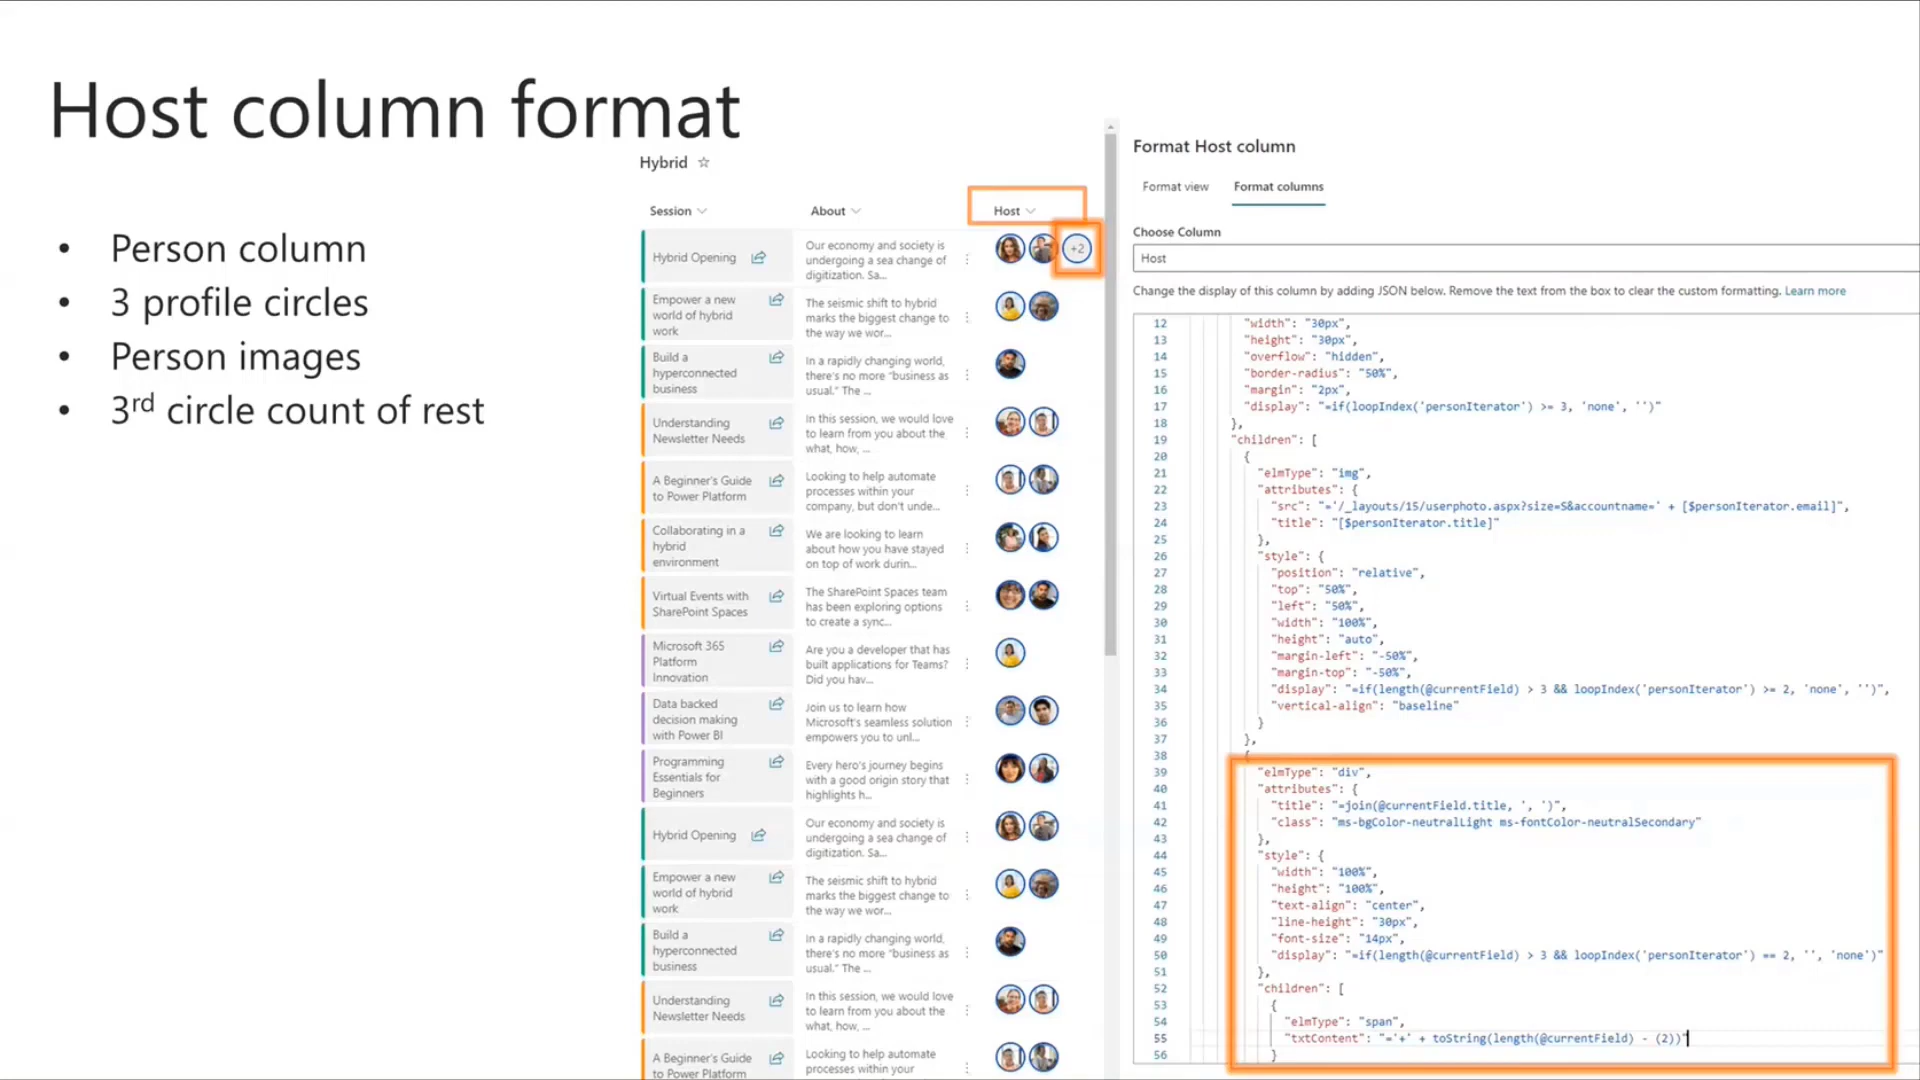 Host column format
• Person column
• 3 profile circles
• Person images
• 3rd circle count of rest
Hybrid ☆
Session
About
Host
Hybrid Opening
Our economy and society is
undergoing a sea change of
digitization. Sa...
+2
Empower a new
world of hybrid
work
The seismic shift to hybrid
marks the biggest change to
the way we wor...
Build a
hyperconnected
business
In a rapidly changing world,
there's no more "business as
usual." The ...
Understanding
Newsletter Needs
In this session, we would love
to learn from you about the
what, how, ...
A Beginner's Guide
to Power Platform
Looking to help automate
processes within your
company, but don't unde...
Collaborating in a
hybrid
environment
We are looking to learn
about how you have stayed
on top of work durin...
Virtual Events with
SharePoint Spaces
The SharePoint Spaces team
has been exploring options
to create a sync...
Microsoft 365
Platform
Innovation
Are you a developer that has
built applications for Teams?
Did you hav...
Data backed
decision making
with Power BI
Join us to learn how
Microsoft's seamless solution
empowers you to unl...
Programming
Essentials for
Beginners
Every hero's journey begins
with a good origin story that
highlights h...
Hybrid Opening
Our economy and society is
undergoing a sea change of
digitization. Sa...
Empower a new
world of hybrid
work
The seismic shift to hybrid
marks the biggest change to
the way we wor...
Build a
hyperconnected
business
In a rapidly changing world,
there's no more "business as
usual." The ...
Understanding
Newsletter Needs
In this session, we would love
to learn from you about the
what, how, ...
A Beginner's Guide
to Power Platform
Looking to help automate
processes within your
Format Host column
Format view
Format columns
Choose Column
Host
Change the display of this column by adding JSON below. Remove the text from the box to clear the custom formatting. Learn more
12 "width": "30px",
13 "height": "30px",
14 "overflow": "hidden",
15 "border-radius": "50%",
16 "margin": "2px",
17 "display": "=if(loopIndex('personIterator') >= 3, 'none', '')"
18 },
19 "children": [
20 {
21 "elmType": "img",
22 "attributes": {
23 "src": "='/_layouts/15/userphoto.aspx?size=S&accountname=' + [$personIterator.email]",
24 "title": "[$personIterator.title]"
25 },
26 "style": {
27 "position": "relative",
28 "top": "50%",
29 "left": "50%",
30 "width": "100%",
31 "height": "auto",
32 "margin-left": "-50%",
33 "margin-top": "-50%",
34 "display": "=if(length(@currentField) > 3 && loopIndex('personIterator') >= 2, 'none', '')",
35 "vertical-align": "baseline"
36 }
37 },
38 {
39 "elmType": "div",
40 "attributes": {
41 "title": "=join(@currentField.title, ', ')",
42 "class": "ms-bgColor-neutralLight ms-fontColor-neutralSecondary"
43 },
44 "style": {
45 "width": "100%",
46 "height": "100%",
47 "text-align": "center",
48 "line-height": "30px",
49 "font-size": "14px",
50 "display": "=if(length(@currentField) > 3 && loopIndex('personIterator') == 2, '', 'none')"
51 },
52 "children": [
53 {
54 "elmType": "span",
55 "txtContent": "='+' + toString(length(@currentField) - (2))"
56 }